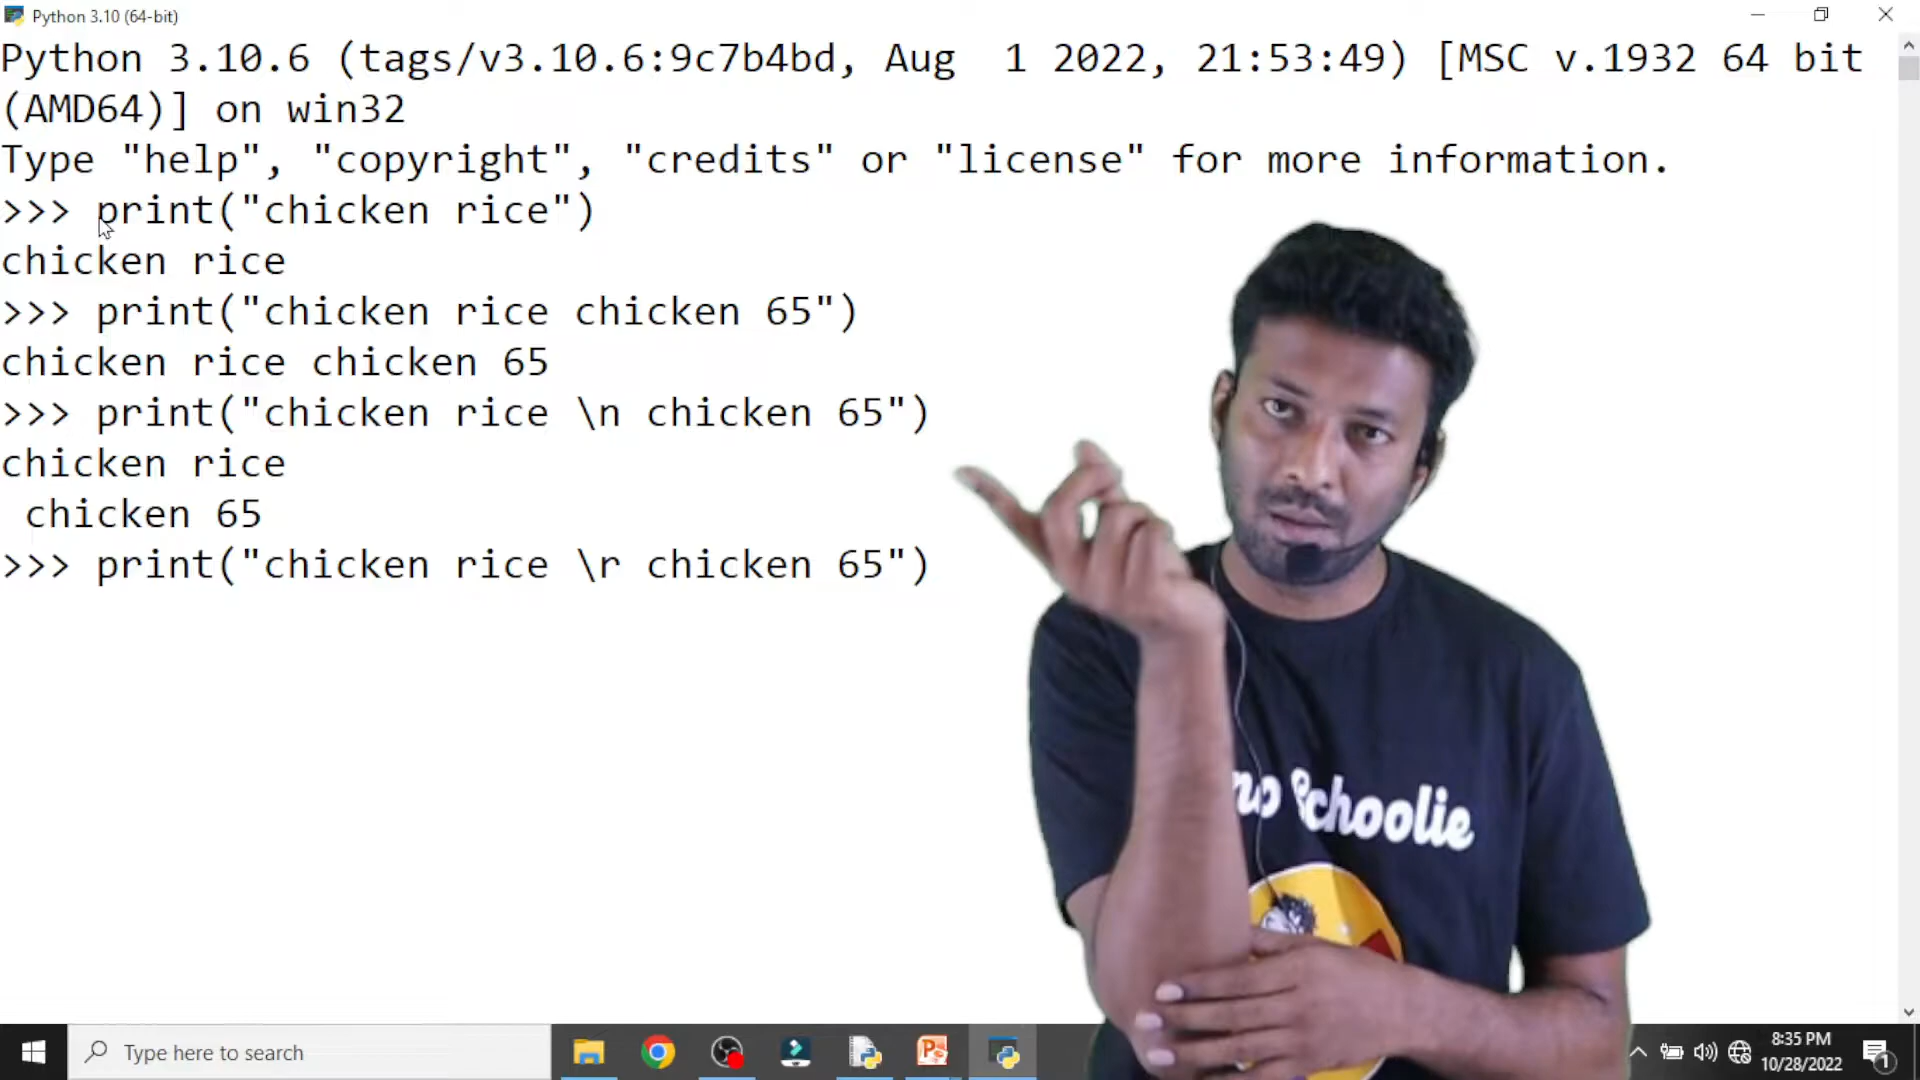 Python 3.10 (64-bit)
Python 3.10.6 (tags/v3.10.6:9c7b4bd, Aug  1 2022, 21:53:49) [MSC v.1932 64 bit
(AMD64)] on win32
Type "help", "copyright", "credits" or "license" for more information.
>>> print("chicken rice")
chicken rice
>>> print("chicken rice chicken 65")
chicken rice chicken 65
>>> print("chicken rice \n chicken 65")
chicken rice
 chicken 65
>>> print("chicken rice \r chicken 65")
Schoolie
Type here to search
8:35 PM
10/28/2022
1